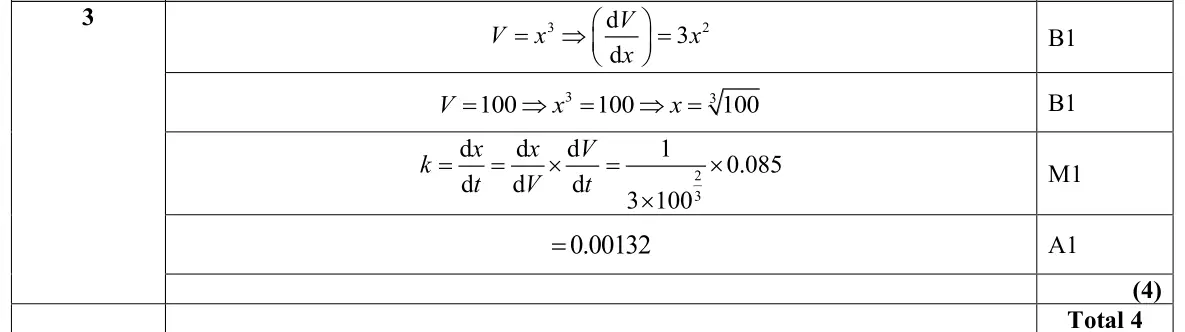 3
V = x³ ⇒ (dV/dx) = 3x² B1
V = 100 ⇒ x³ = 100 ⇒ x = ∛100 B1
k = dx/dt = dx/dV × dV/dt = 1/(3×100^(2/3)) × 0.085 M1
= 0.00132 A1
(4)
Total 4